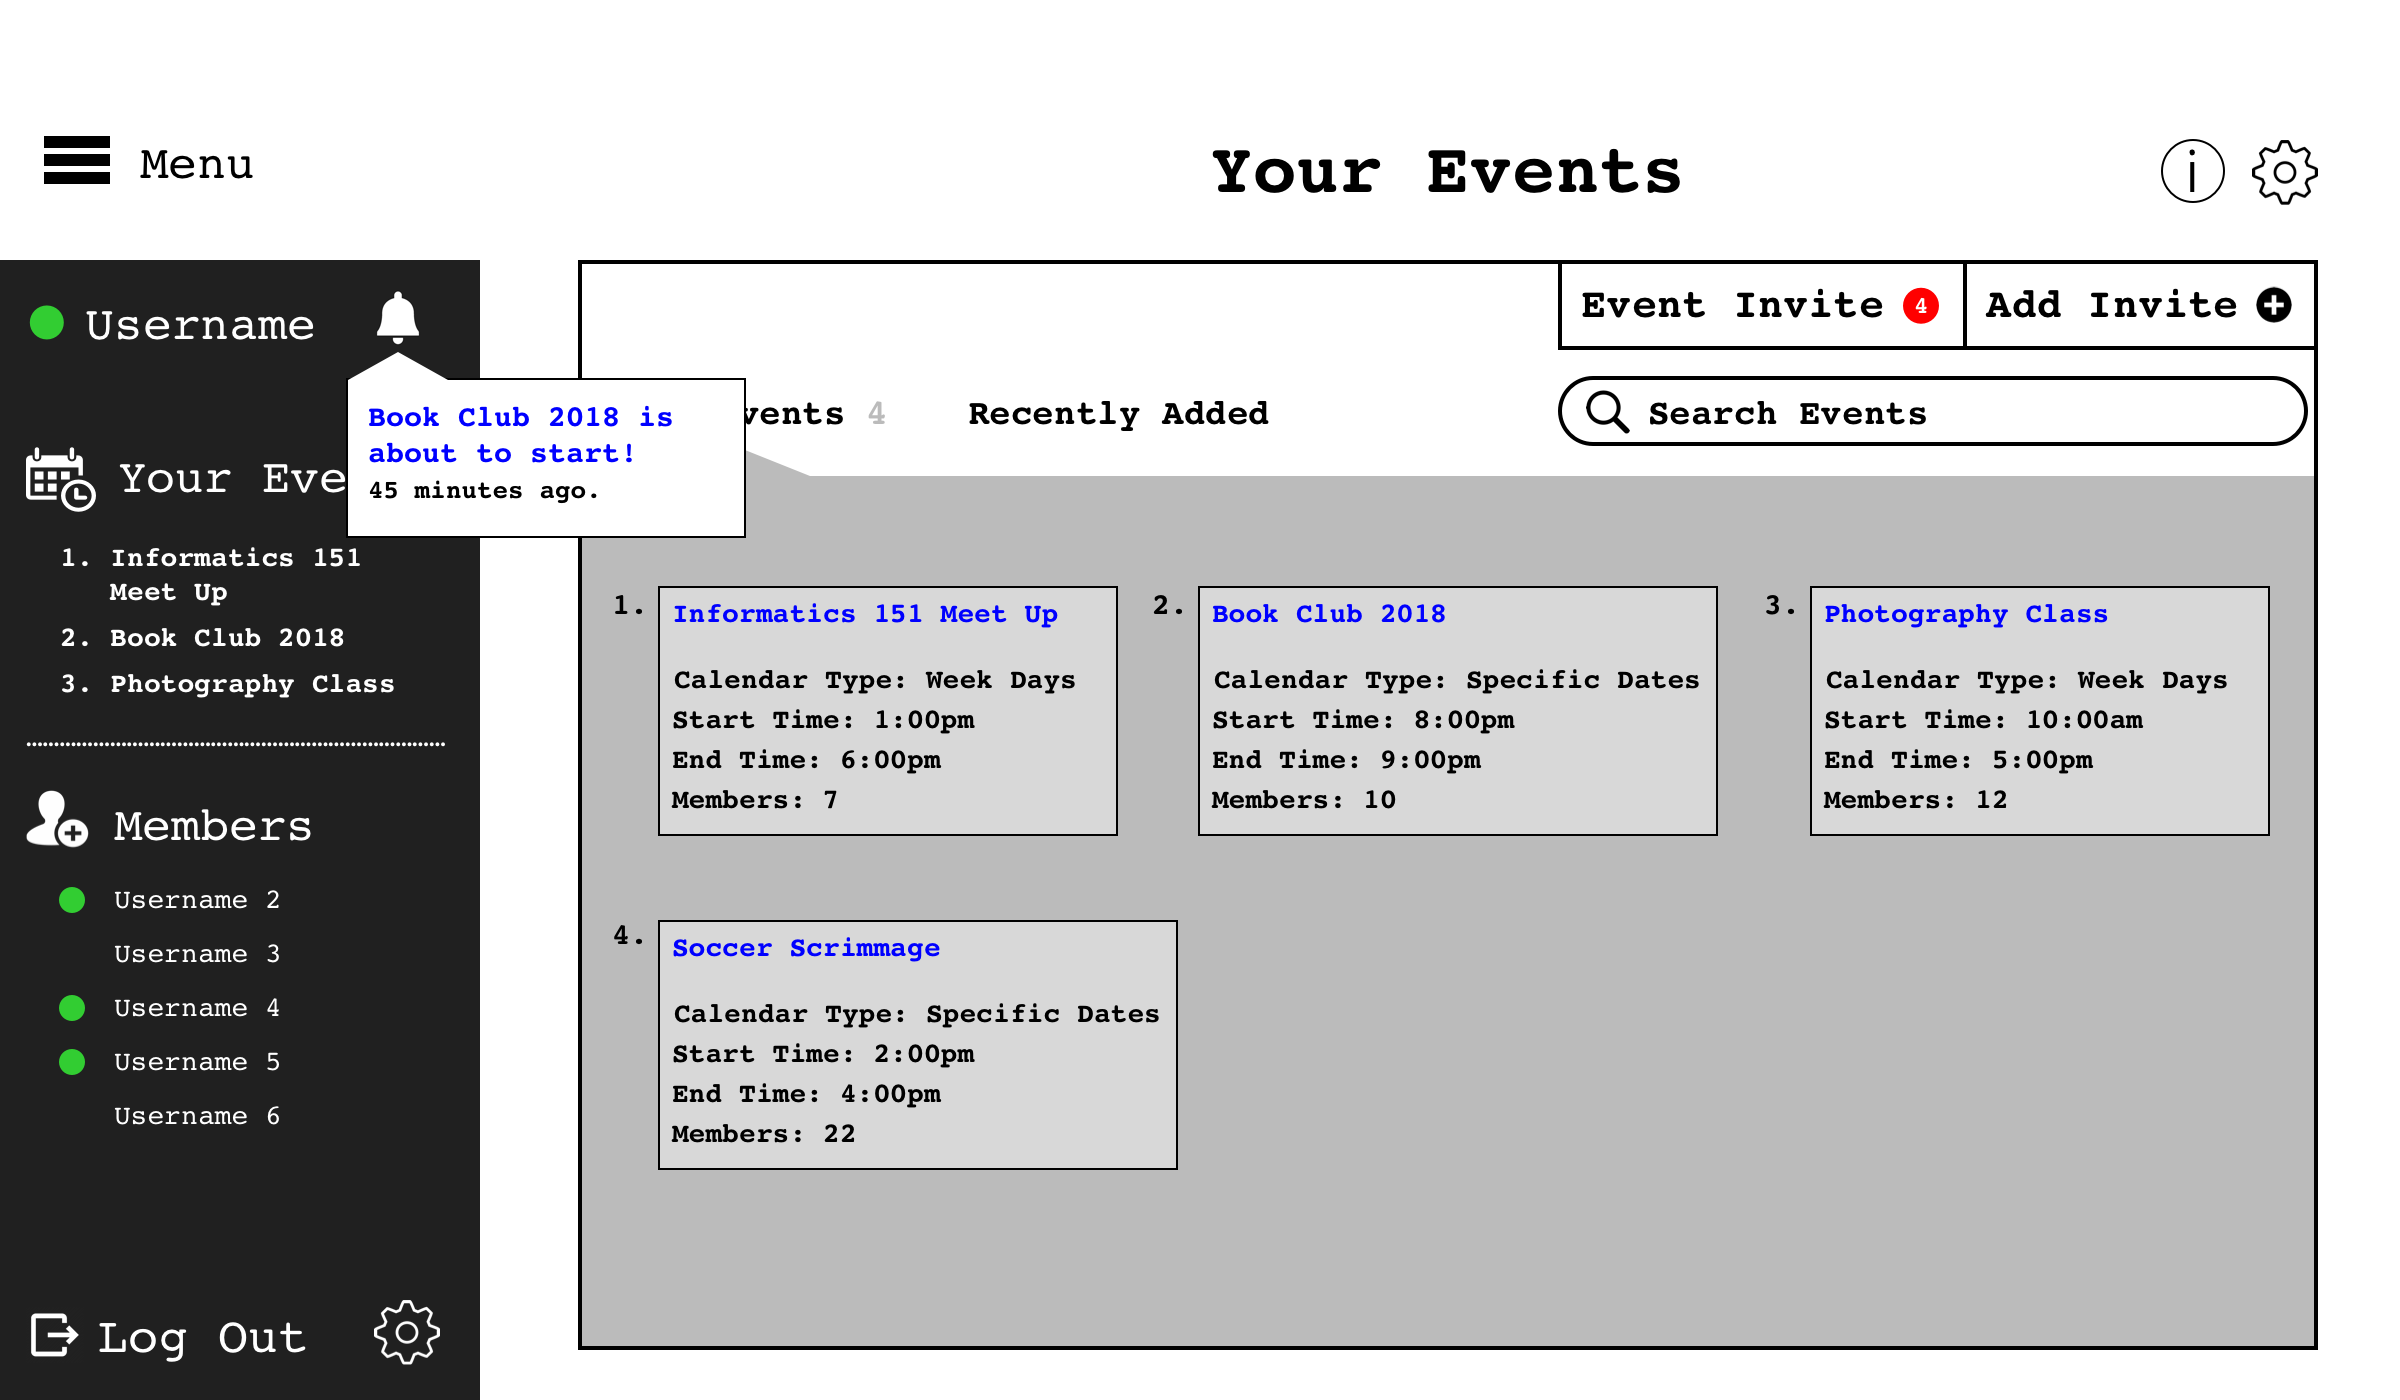 Menu
Your Events
Username
Event Invite 4
Add Invite
Book Club 2018 is
about to start!
45 minutes ago.
vents 4
Recently Added
Search Events
Your Eve
1. Informatics 151
Meet Up
2. Book Club 2018
3. Photography Class
Members
Username 2
Username 3
Username 4
Username 5
Username 6
Log Out
1.
Informatics 151 Meet Up
Calendar Type: Week Days
Start Time: 1:00pm
End Time: 6:00pm
Members: 7
2.
Book Club 2018
Calendar Type: Specific Dates
Start Time: 8:00pm
End Time: 9:00pm
Members: 10
3.
Photography Class
Calendar Type: Week Days
Start Time: 10:00am
End Time: 5:00pm
Members: 12
4.
Soccer Scrimmage
Calendar Type: Specific Dates
Start Time: 2:00pm
End Time: 4:00pm
Members: 22